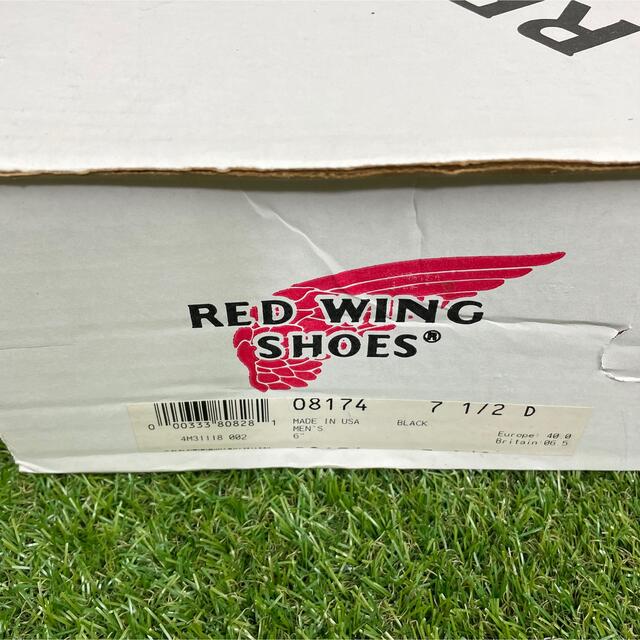 RED WING
SHOES®
08174 7 1/2 D
MADE IN USA BLACK
MEN'S
6"
Europe: 40.0
Britain:06.5
0 00333 80828 1
4M31118 002